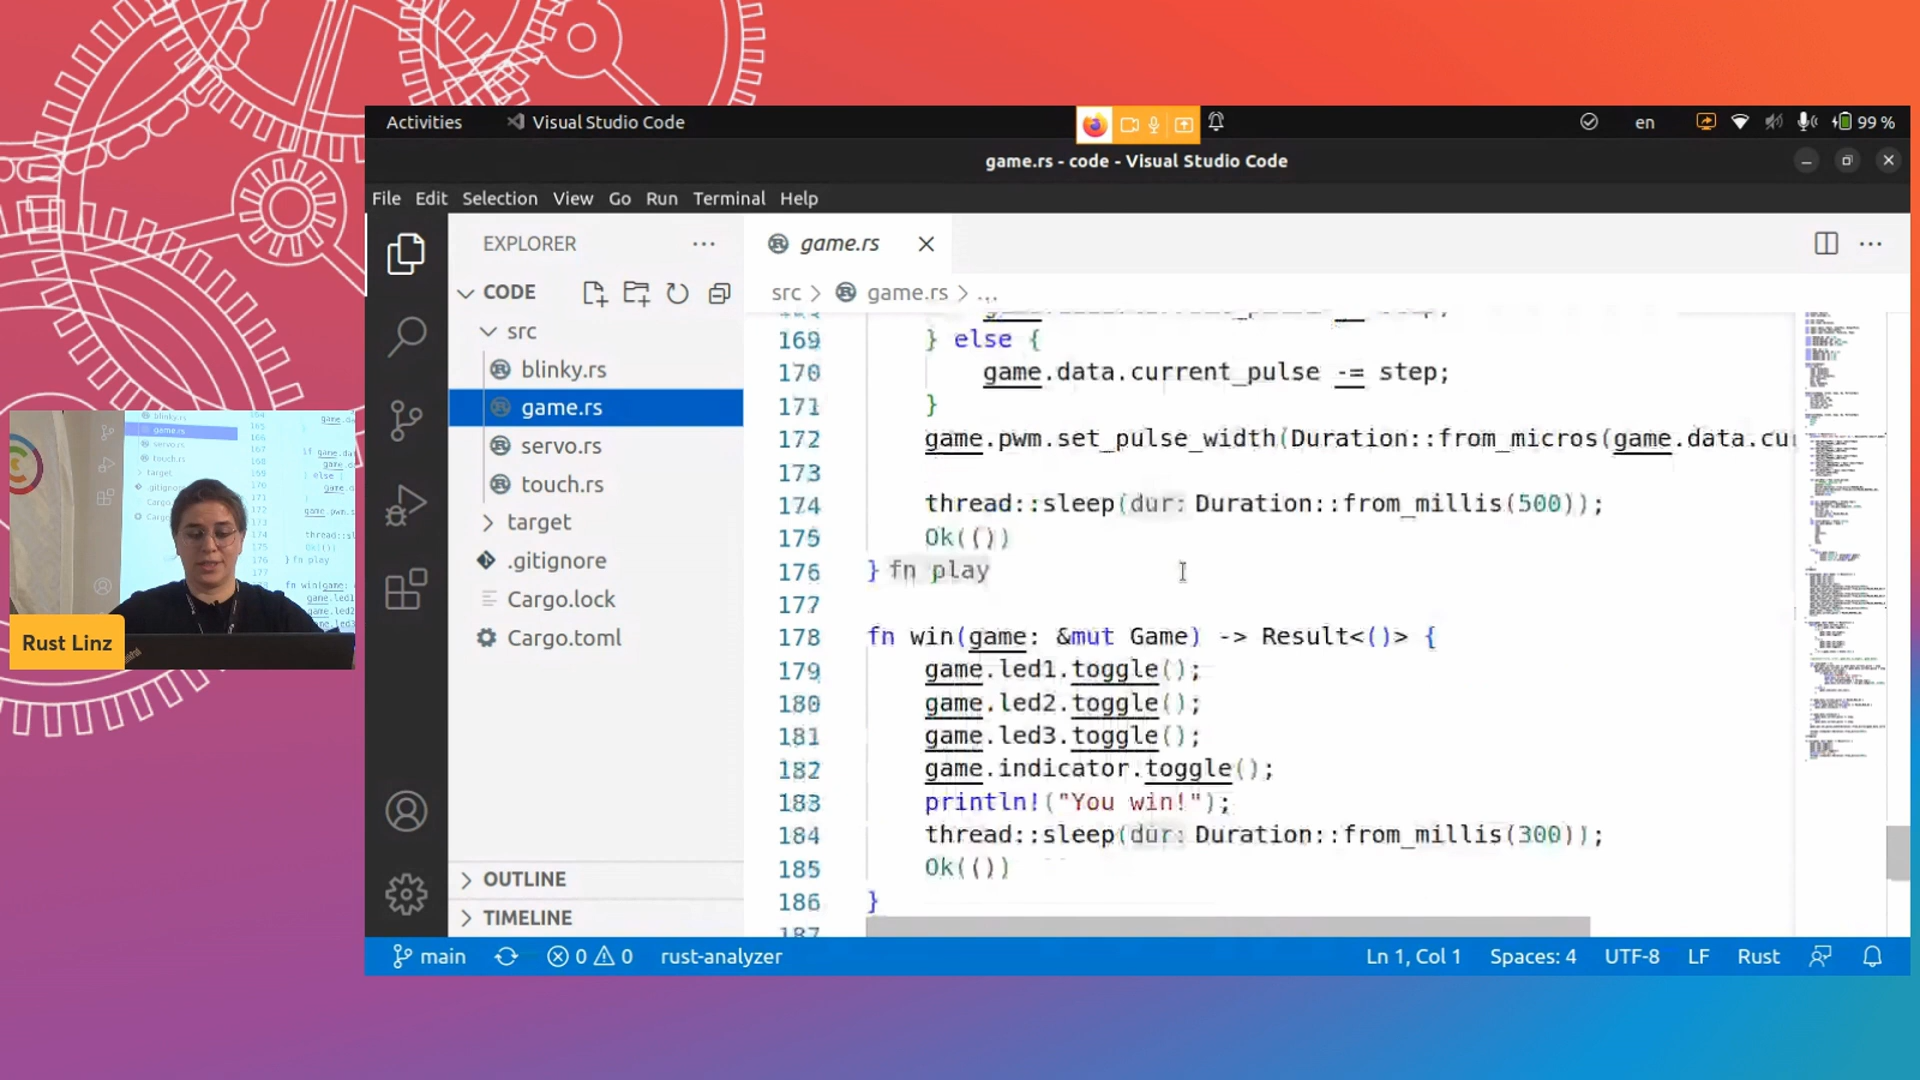 Activities
Visual Studio Code
en
99 %
game.rs - code - Visual Studio Code
File Edit Selection View Go Run Terminal Help
EXPLORER
game.rs
CODE
src > game.rs > ...
src
blinky.rs
game.rs
servo.rs
touch.rs
target
.gitignore
Cargo.lock
Cargo.toml
OUTLINE
TIMELINE
169 } else {
170 game.data.current_pulse -= step;
171 }
172 game.pwm.set_pulse_width(Duration::from_micros(game.data.cu
173
174 thread::sleep(dur: Duration::from_millis(500));
175 Ok(())
176 } fn play
177
178 fn win(game: &mut Game) -> Result<()> {
179 game.led1.toggle();
180 game.led2.toggle();
181 game.led3.toggle();
182 game.indicator.toggle();
183 println!("You win!");
184 thread::sleep(dur: Duration::from_millis(300));
185 Ok(())
186 }
187
main
0 0
rust-analyzer
Ln 1, Col 1
Spaces: 4
UTF-8
LF
Rust
Rust Linz